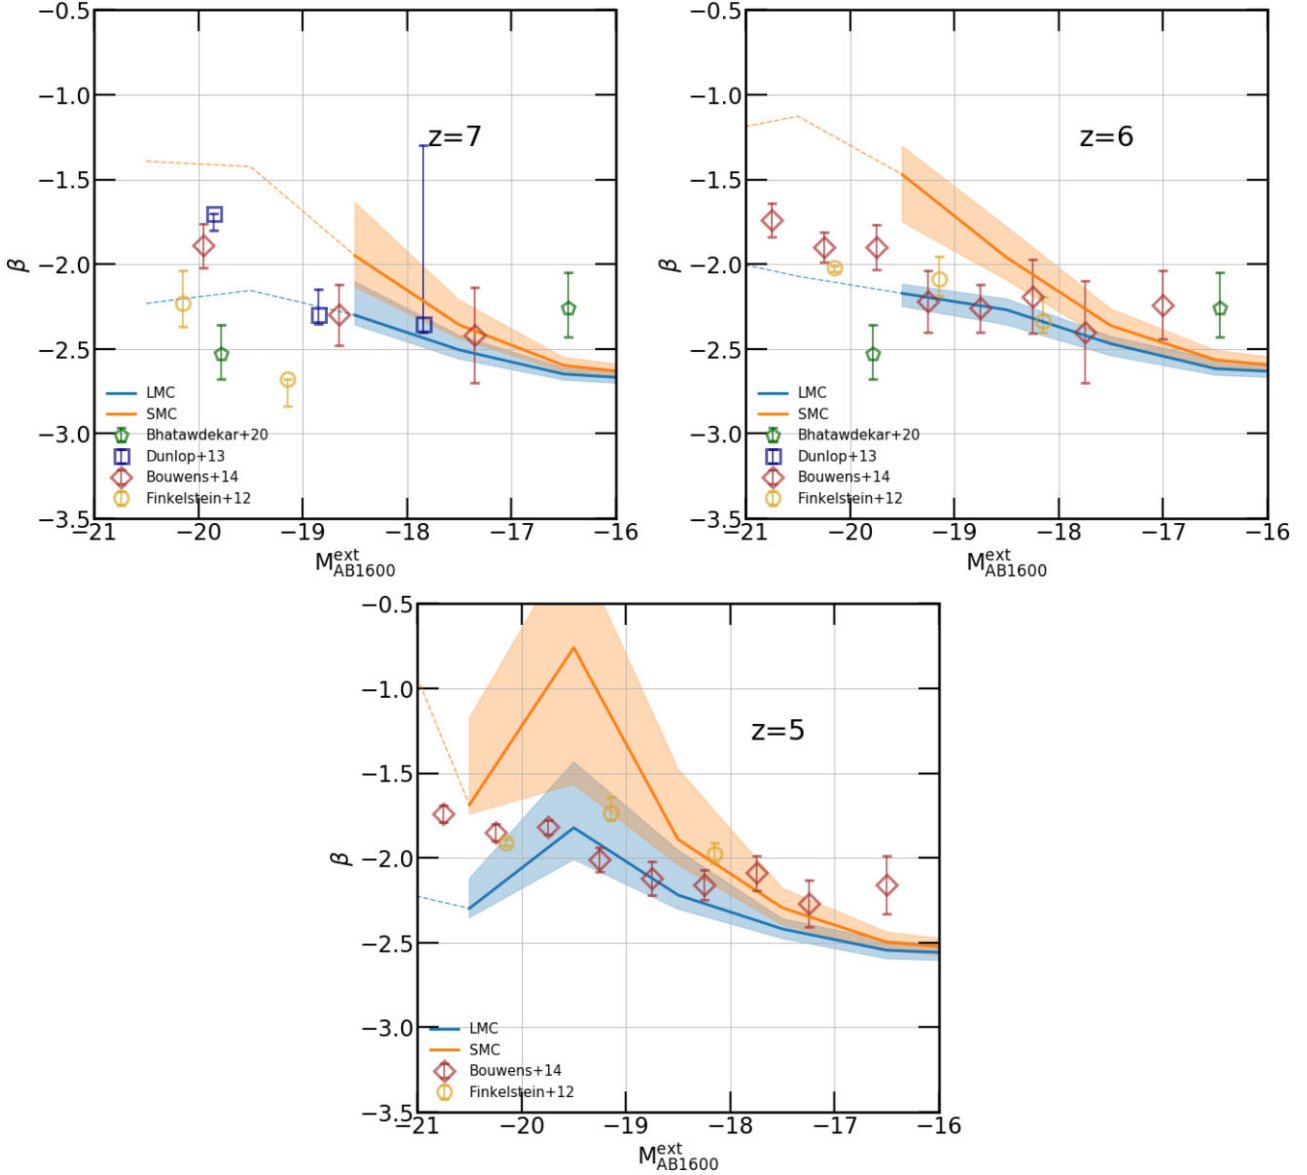 −0.5
−1.0
−1.5
−2.0
−2.5
−3.0
−3.5
β
z=7
LMC
SMC
Bhatawdekar+20
Dunlop+13
Bouwens+14
Finkelstein+12
−21 −20 −19 −18 −17 −16
M^ext_AB1600
−0.5
−1.0
−1.5
−2.0
−2.5
−3.0
−3.5
β
z=6
LMC
SMC
Bhatawdekar+20
Dunlop+13
Bouwens+14
Finkelstein+12
−21 −20 −19 −18 −17 −16
M^ext_AB1600
−0.5
−1.0
−1.5
−2.0
−2.5
−3.0
−3.5
β
z=5
LMC
SMC
Bouwens+14
Finkelstein+12
−21 −20 −19 −18 −17 −16
M^ext_AB1600